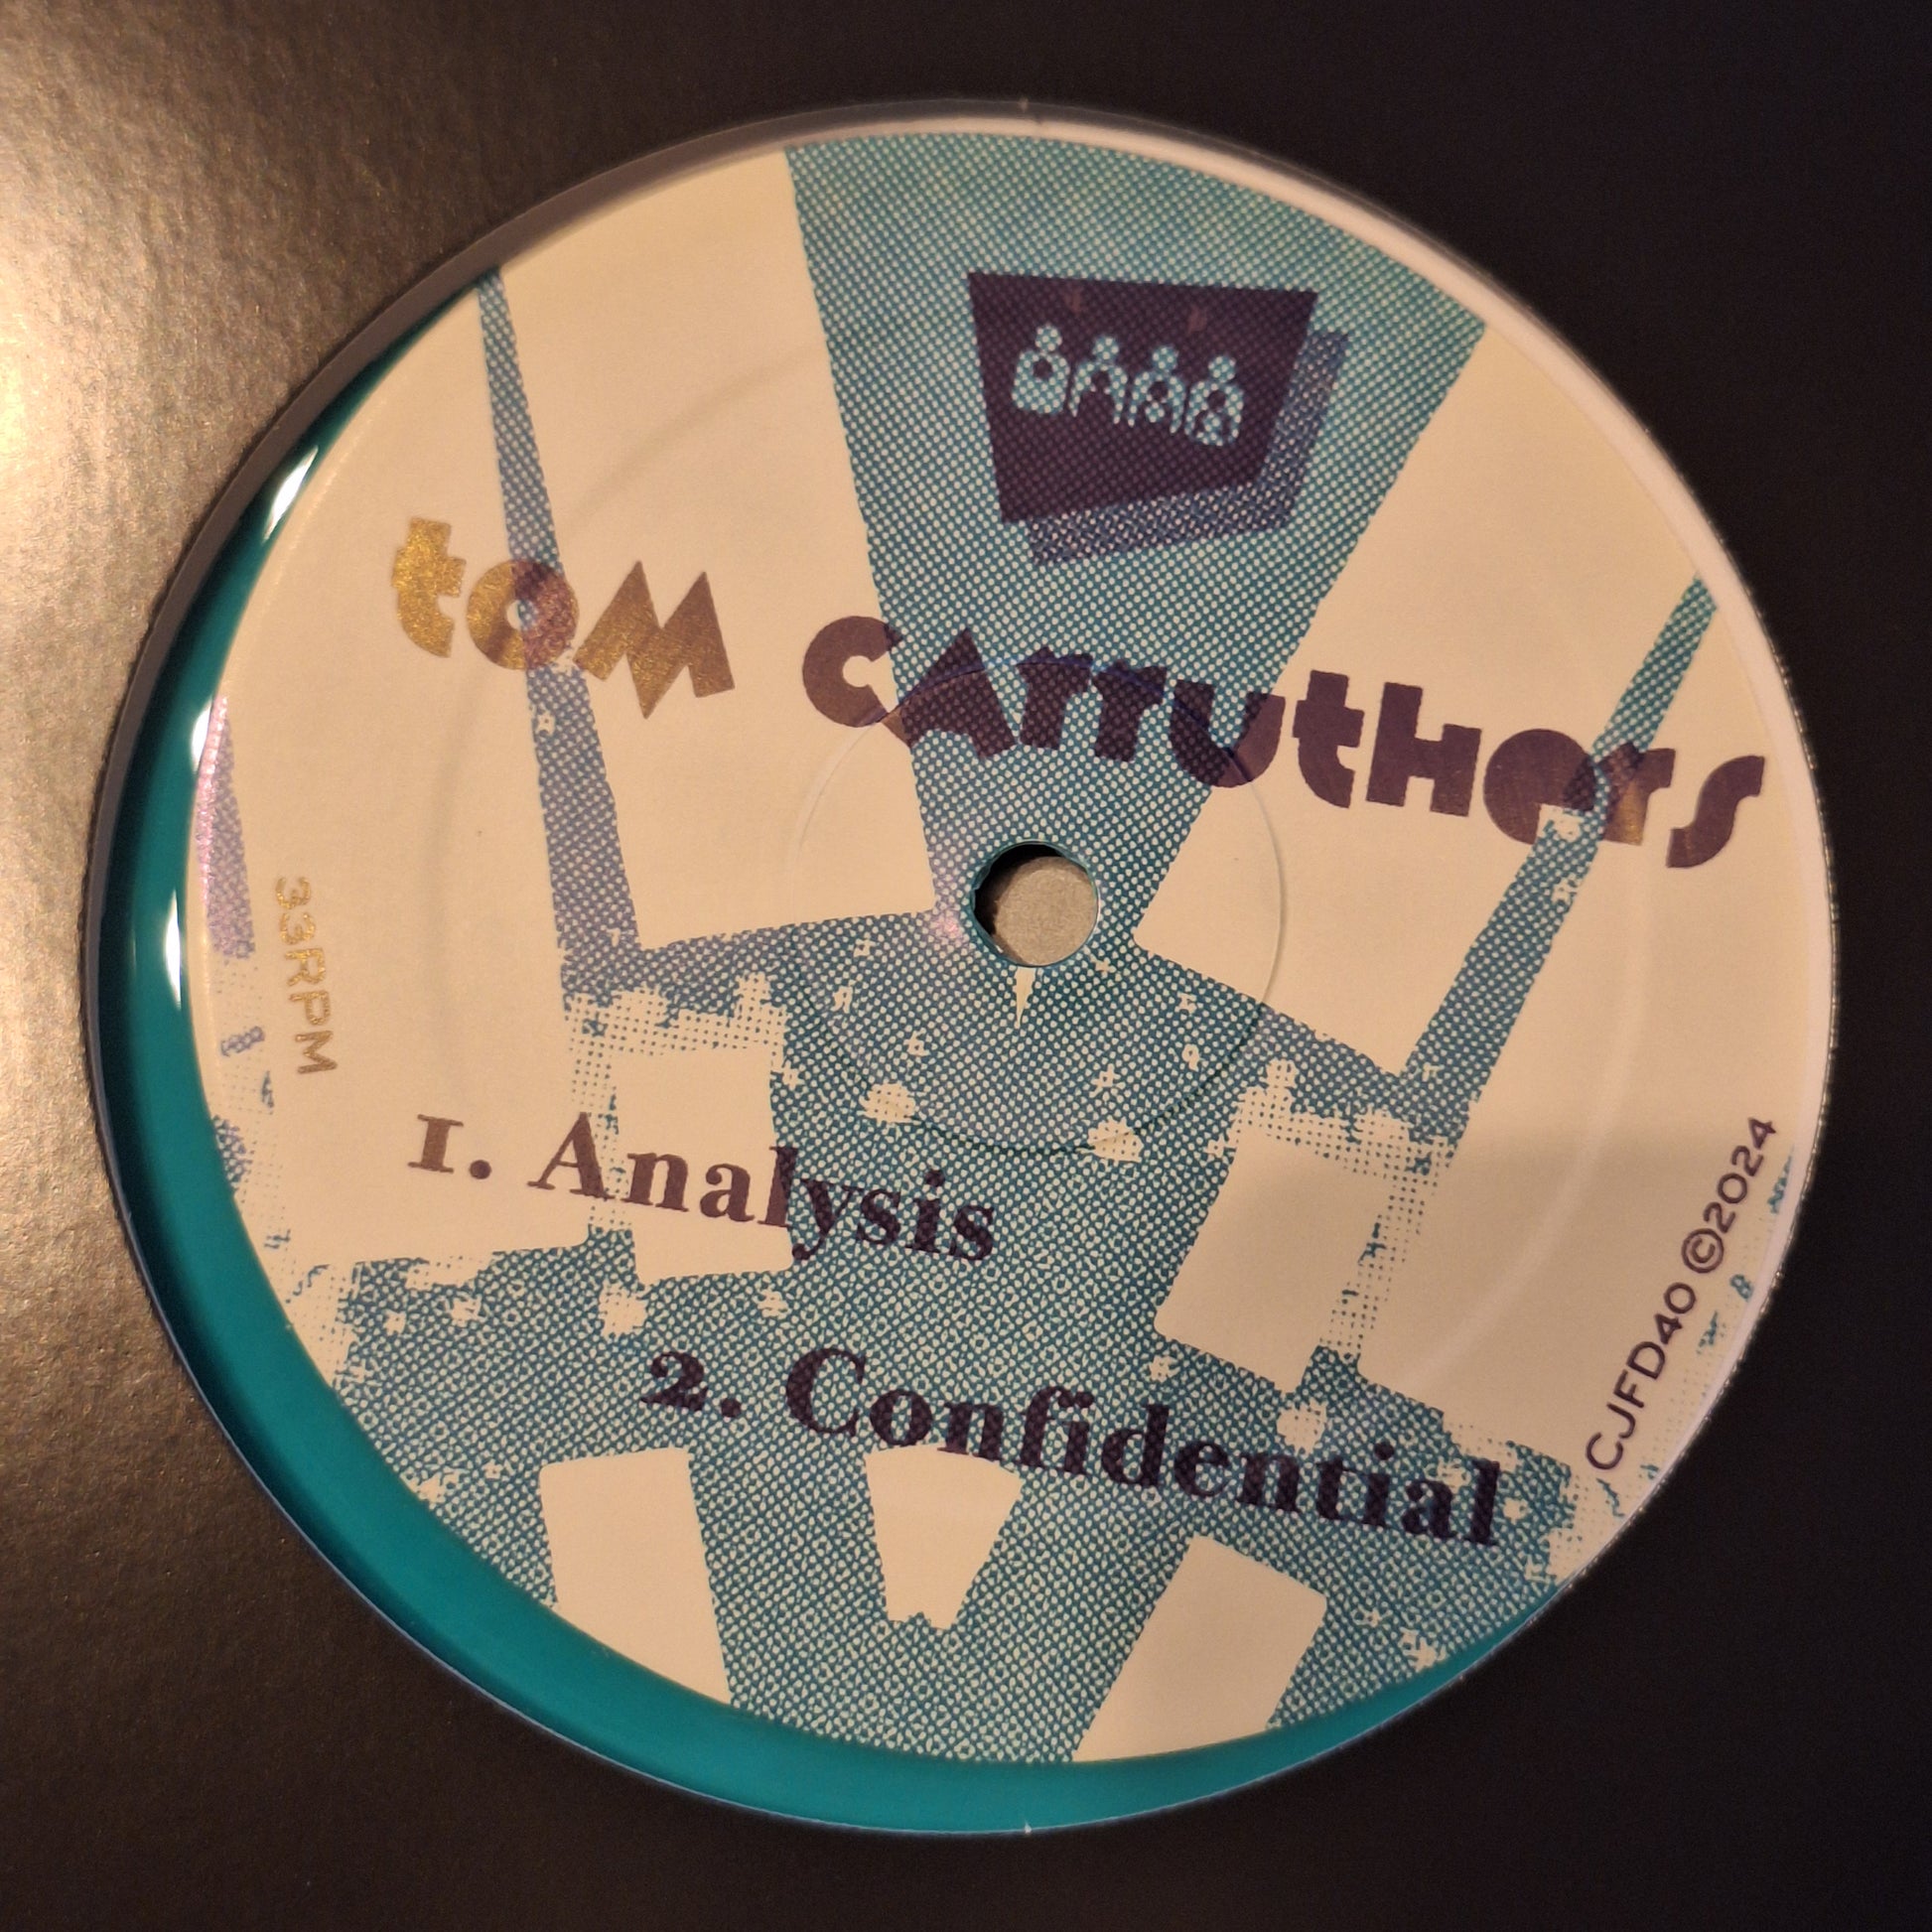 toM cArrutHers
33RPM
1. Analysis
2. Confidential
CJFD40 ©2024